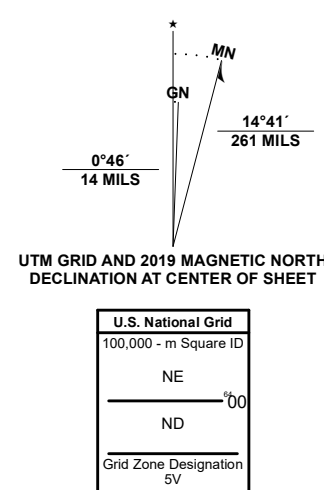 MN
GN
14°41´
261 MILS
0°46´
14 MILS
UTM GRID AND 2019 MAGNETIC NORTH
DECLINATION AT CENTER OF SHEET
U.S. National Grid
100,000 - m Square ID
NE
⁶⁴00
ND
Grid Zone Designation
5V